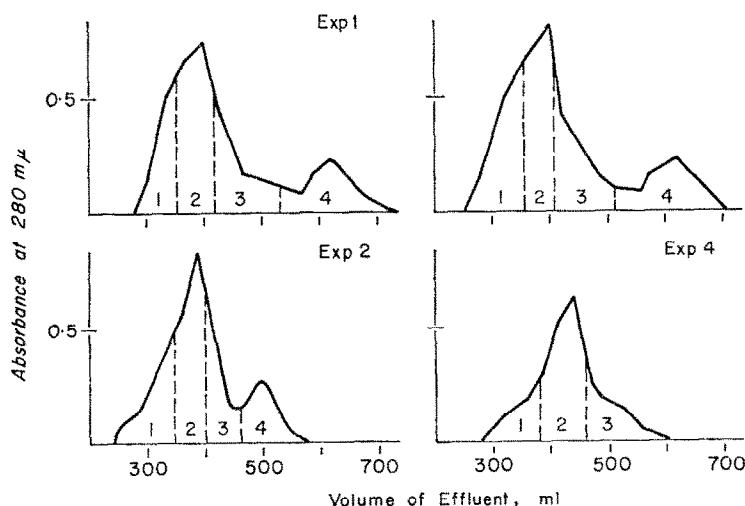 Exp 1
0·5
1 2 3 4
1 2 3 4
Exp 2
Exp 4
Absorbance at 280 mμ
0·5
1 2 3 4
1 2 3
300 500 700
300 500 700
Volume of Effluent, ml